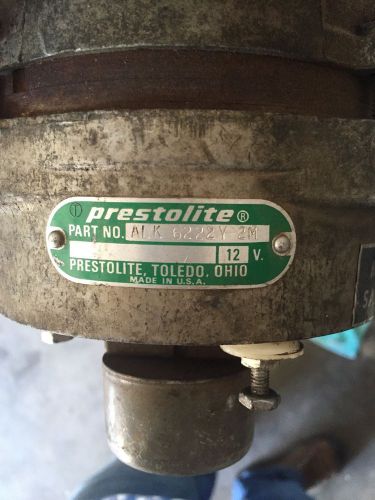 prestolite®
PART NO. ALK 6222Y 2M
12 V.
PRESTOLITE, TOLEDO, OHIO
MADE IN U.S.A.